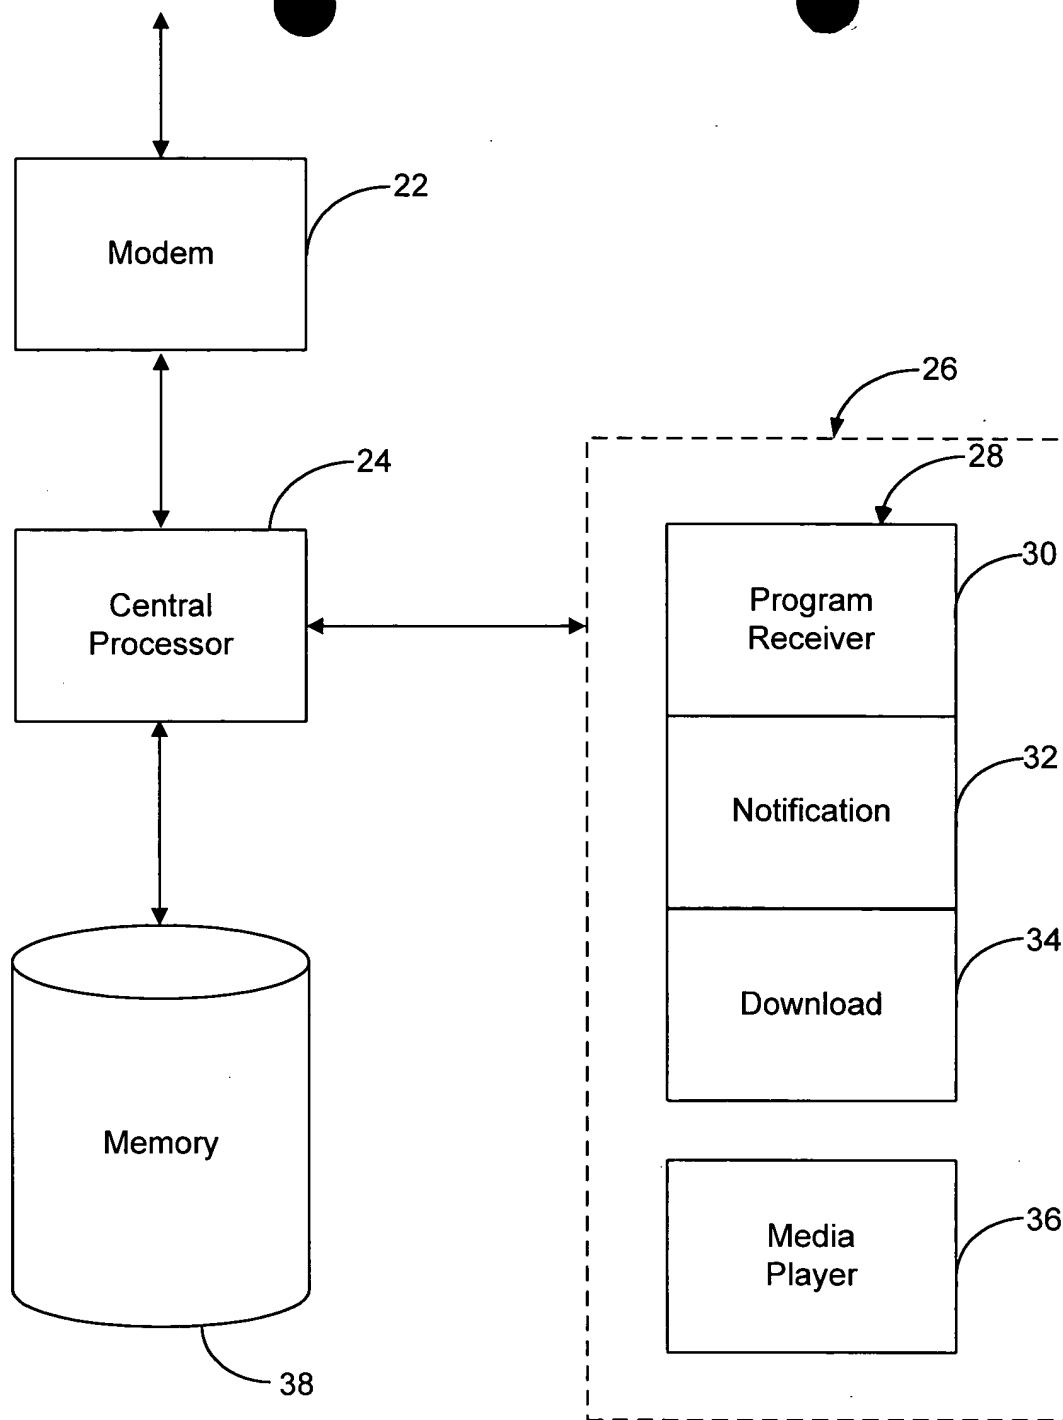 22
Modem
26
24
28
30
Central
Processor
Program
Receiver
32
Notification
34
Download
Memory
36
Media
Player
38